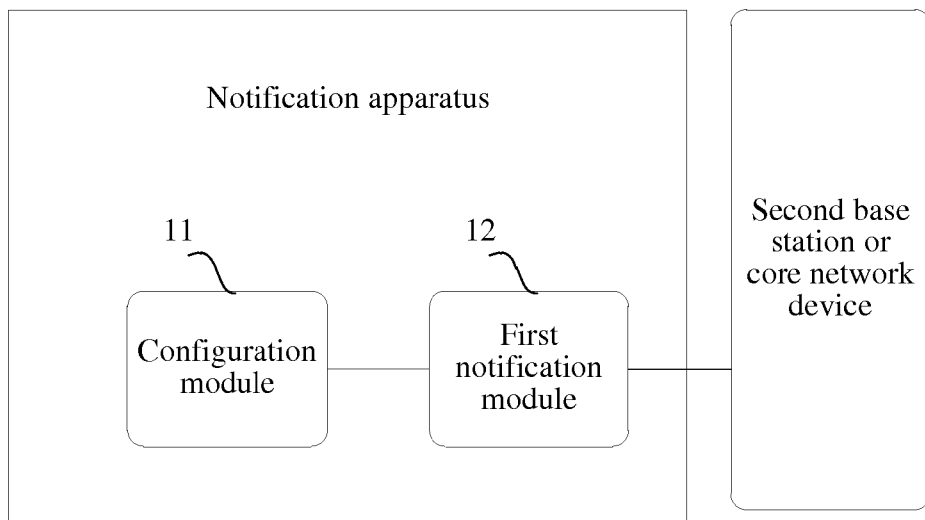 Notification apparatus
11
12
Configuration
module
First
notification
module
Second base
station or
core network
device